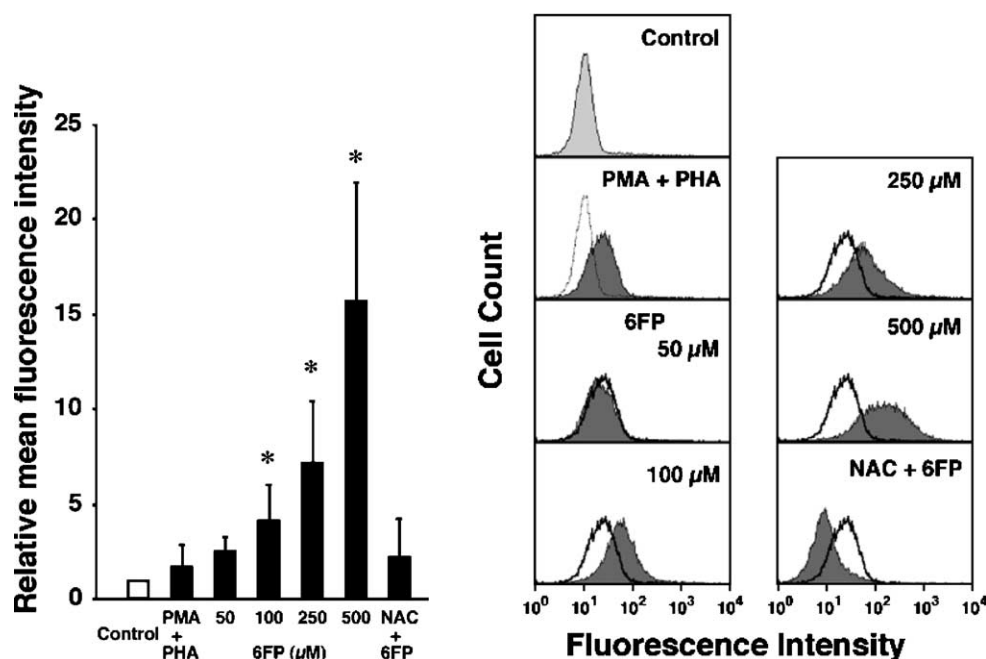 Relative mean fluorescence intensity
25
20
15
10
5
0
*
*
*
Control
PMA
+
PHA
50
100
250
500
6FP (µM)
NAC
+
6FP
Cell Count
Control
PMA + PHA
6FP
50 µM
100 µM
10⁰ 10¹ 10² 10³ 10⁴
250 µM
500 µM
NAC + 6FP
10⁰ 10¹ 10² 10³ 10⁴
Fluorescence Intensity